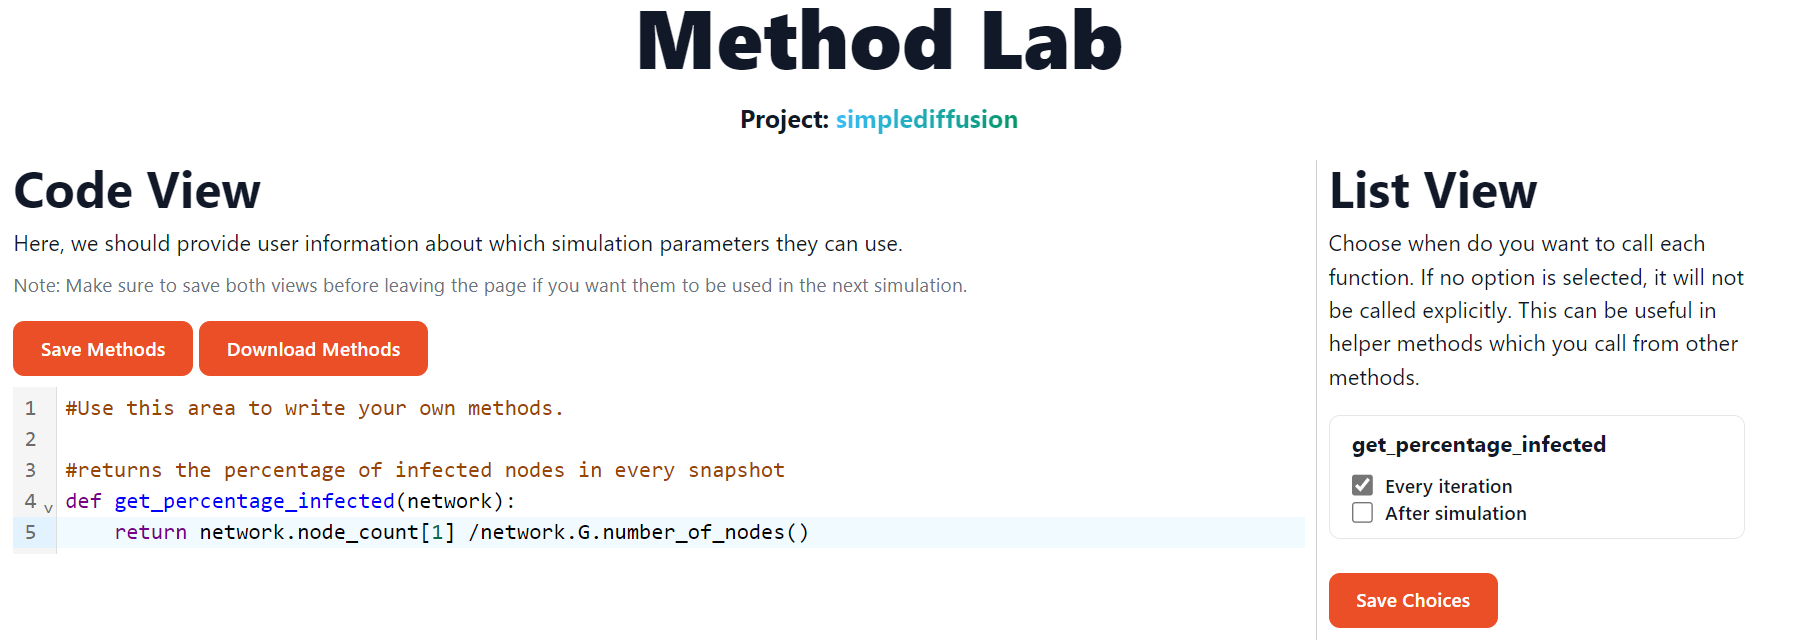 Method Lab
Project: simplediffusion
Code View
Here, we should provide user information about which simulation parameters they can use.
Note: Make sure to save both views before leaving the page if you want them to be used in the next simulation.
Save Methods Download Methods
1 #Use this area to write your own methods.
2
3 #returns the percentage of infected nodes in every snapshot
4 def get_percentage_infected(network):
5     return network.node_count[1] /network.G.number_of_nodes()
List View
Choose when do you want to call each
function. If no option is selected, it will not
be called explicitly. This can be useful in
helper methods which you call from other
methods.
get_percentage_infected
Every iteration
After simulation
Save Choices